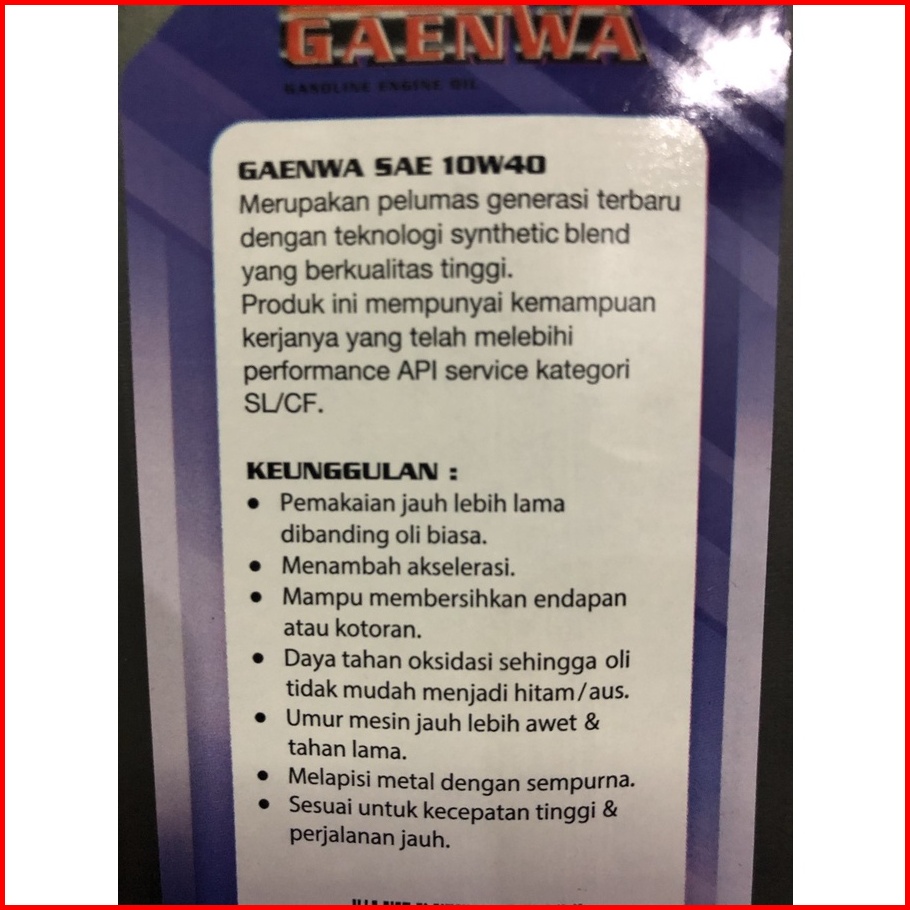 GAENWA
GASOLINE ENGINE OIL
GAENWA SAE 10W40
Merupakan pelumas generasi terbaru
dengan teknologi synthetic blend
yang berkualitas tinggi.
Produk ini mempunyai kemampuan
kerjanya yang telah melebihi
performance API service kategori
SL/CF.
KEUNGGULAN :
• Pemakaian jauh lebih lama
dibanding oli biasa.
• Menambah akselerasi.
• Mampu membersihkan endapan
atau kotoran.
• Daya tahan oksidasi sehingga oli
tidak mudah menjadi hitam/aus.
• Umur mesin jauh lebih awet &
tahan lama.
• Melapisi metal dengan sempurna.
• Sesuai untuk kecepatan tinggi &
perjalanan jauh.